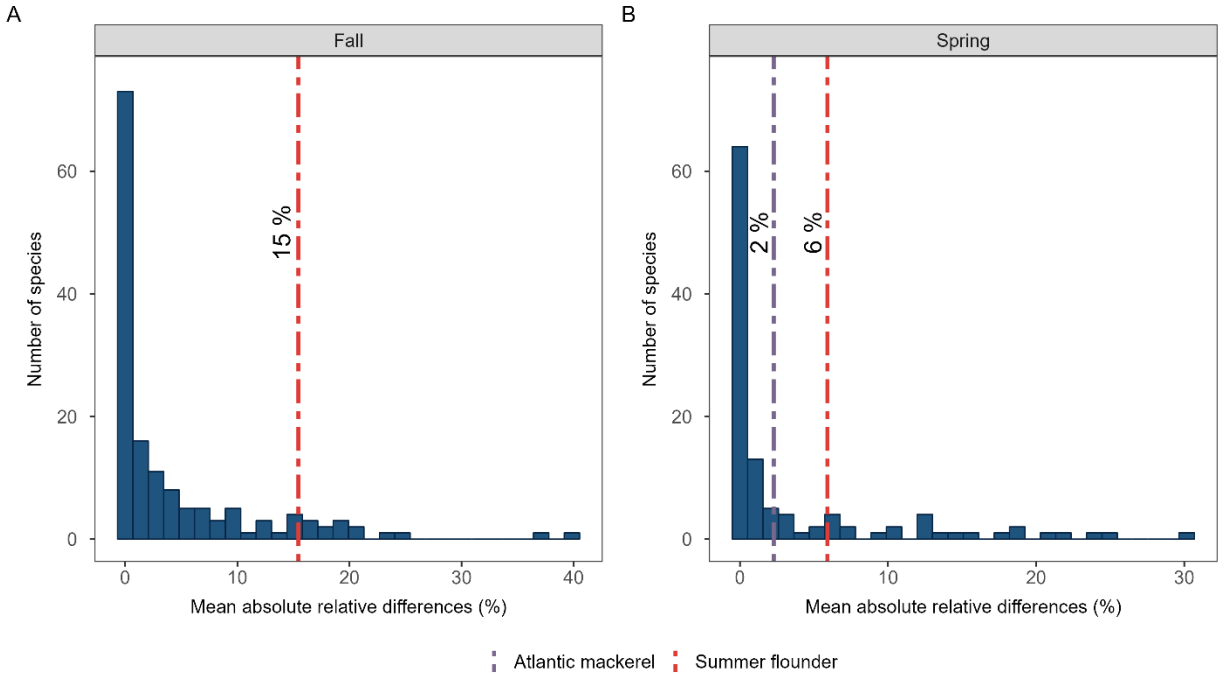 A
Fall
Number of species
60
40
20
0
15 %
0 10 20 30 40
Mean absolute relative differences (%)
B
Spring
Number of species
60
40
20
0
2 %
6 %
0 10 20 30
Mean absolute relative differences (%)
Atlantic mackerel Summer flounder